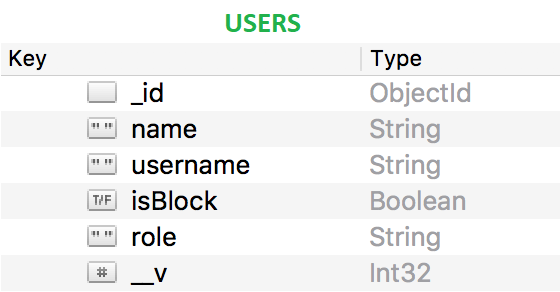 USERS
Key Type
_id ObjectId
" " name String
" " username String
T/F isBlock Boolean
" " role String
# __v Int32